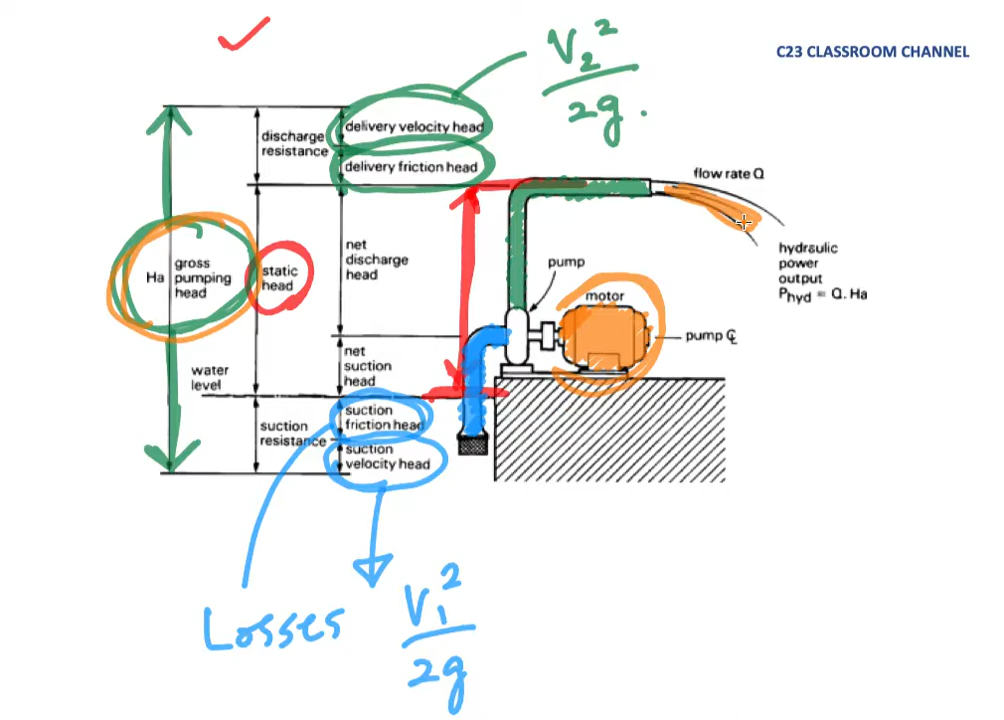 C23 CLASSROOM CHANNEL
V₂²
2g.
delivery velocity head
discharge
resistance
delivery friction head
flow rate Q
net
discharge
head
Ha
gross
pumping
head
static
head
pump
motor
hydraulic
power
output
Phyd = Q. Ha
pump ℄
net
suction
head
water
level
suction
friction head
suction
resistance
suction
velocity head
Losses
V₁²
2g